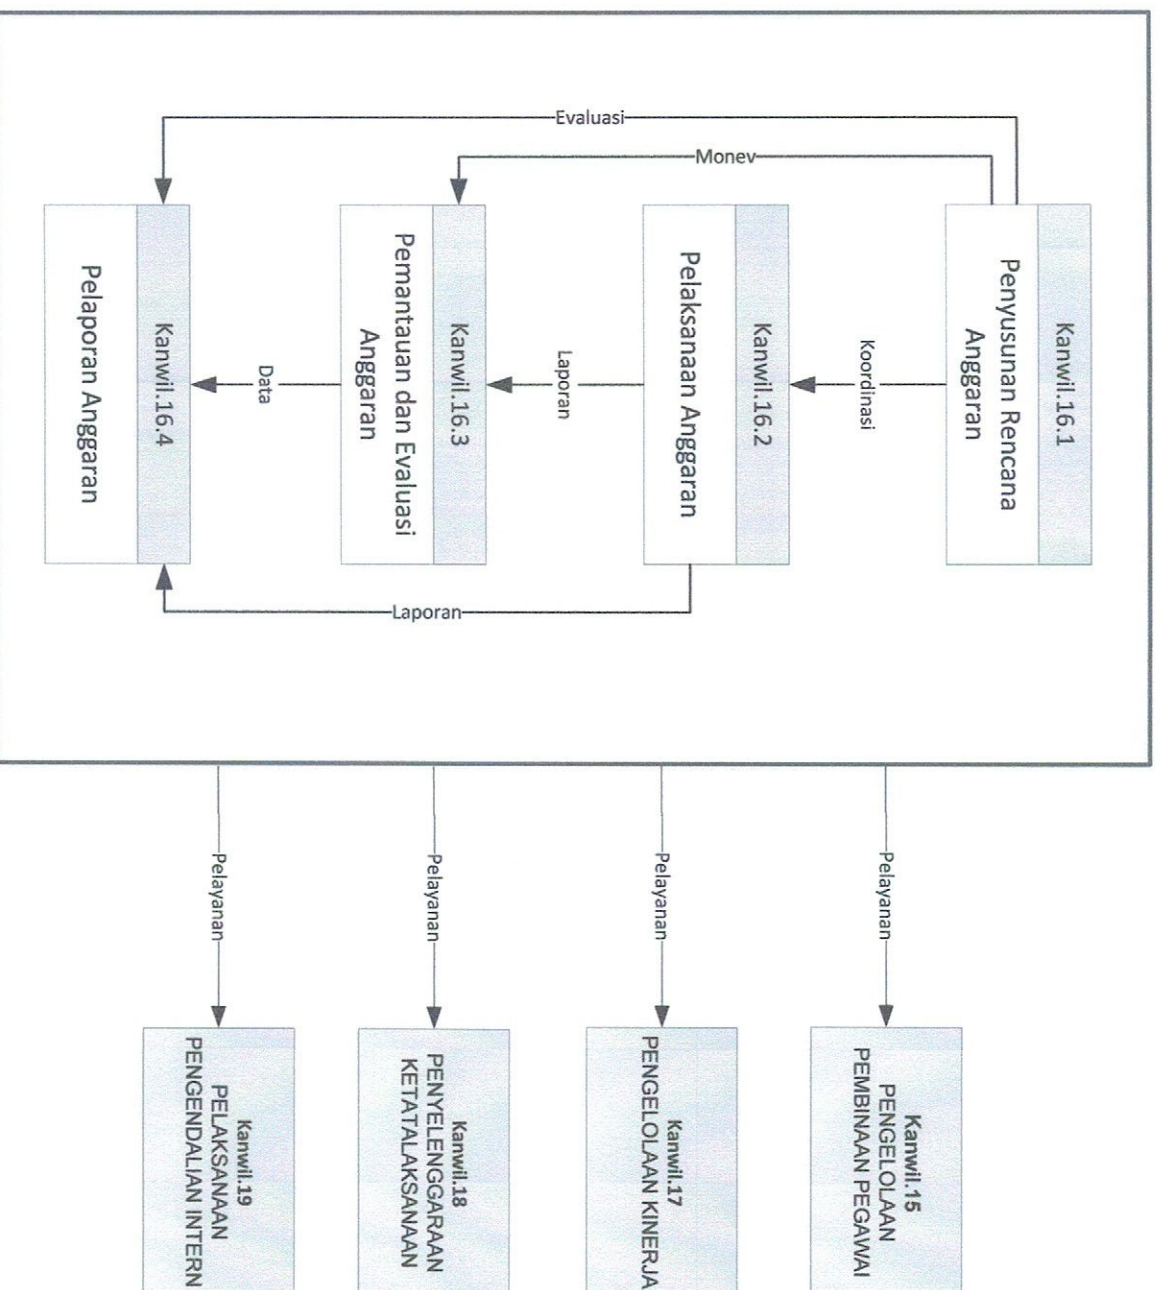 Evaluasi
Monev
Kanwil.16.1
Penyusunan Rencana
Anggaran
Koordinasi
Kanwil.16.2
Pelaksanaan Anggaran
Laporan
Kanwil.16.3
Pemantauan dan Evaluasi
Anggaran
Data
Kanwil.16.4
Pelaporan Anggaran
Laporan
Pelayanan
Kanwil.15
PENGELOLAAN
PEMBINAAN PEGAWAI
Pelayanan
Kanwil.17
PENGELOLAAN KINERJA
Pelayanan
Kanwil.18
PENYELENGGARAAN
KETATALAKSANAAN
Pelayanan
Kanwil.19
PELAKSANAAN
PENGENDALIAN INTERN